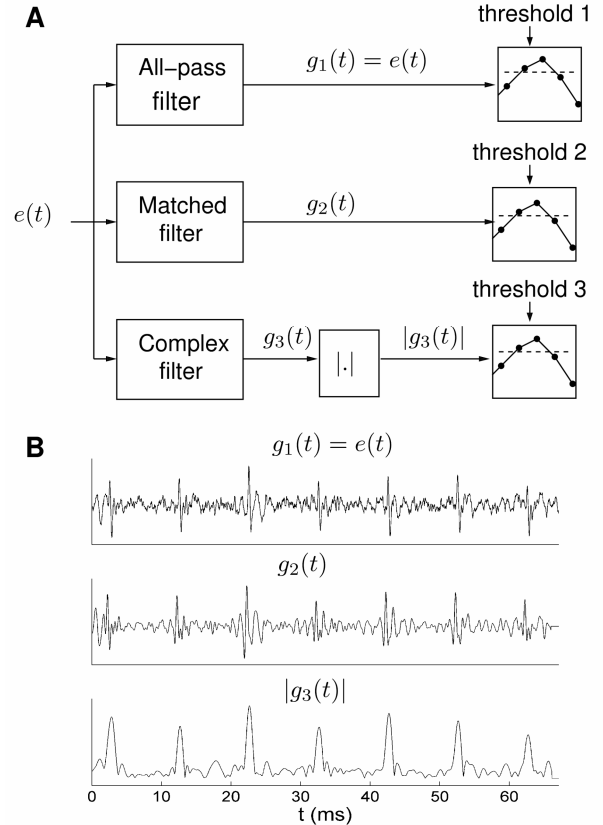 A
threshold 1
All–pass
filter
g₁(t) = e(t)
threshold 2
e(t)
Matched
filter
g₂(t)
threshold 3
Complex
filter
g₃(t)
|.|
|g₃(t)|
B
g₁(t) = e(t)
g₂(t)
|g₃(t)|
0 10 20 30 40 50 60
t (ms)